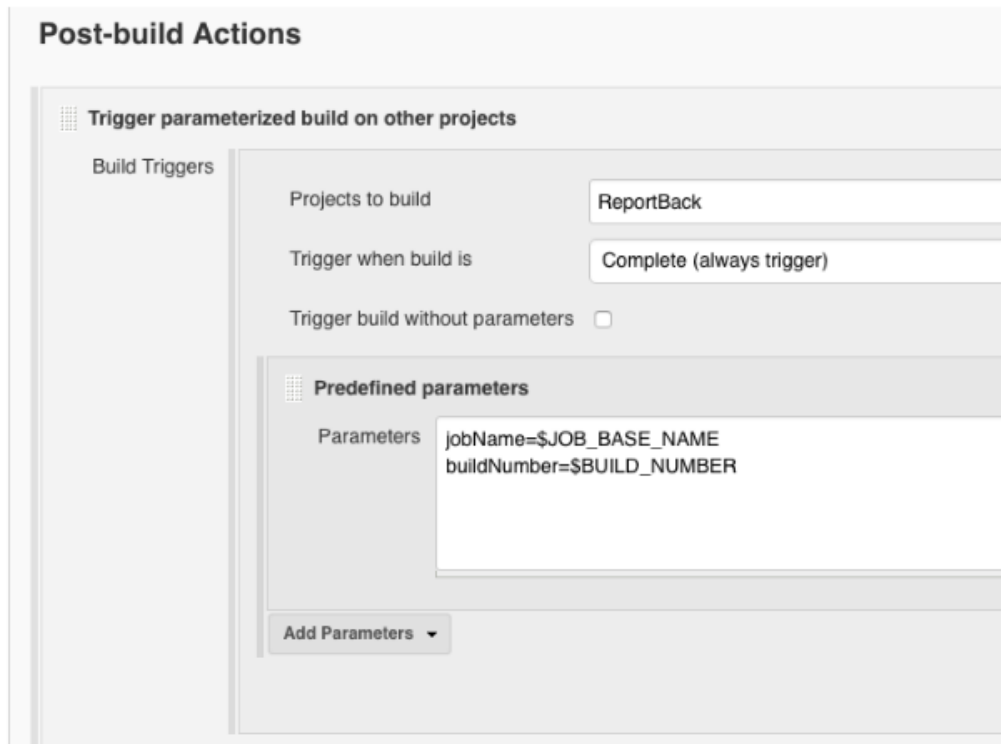 Post-build Actions
Trigger parameterized build on other projects
Build Triggers
Projects to build
ReportBack
Trigger when build is
Complete (always trigger)
Trigger build without parameters
Predefined parameters
Parameters
jobName=$JOB_BASE_NAME
buildNumber=$BUILD_NUMBER
Add Parameters